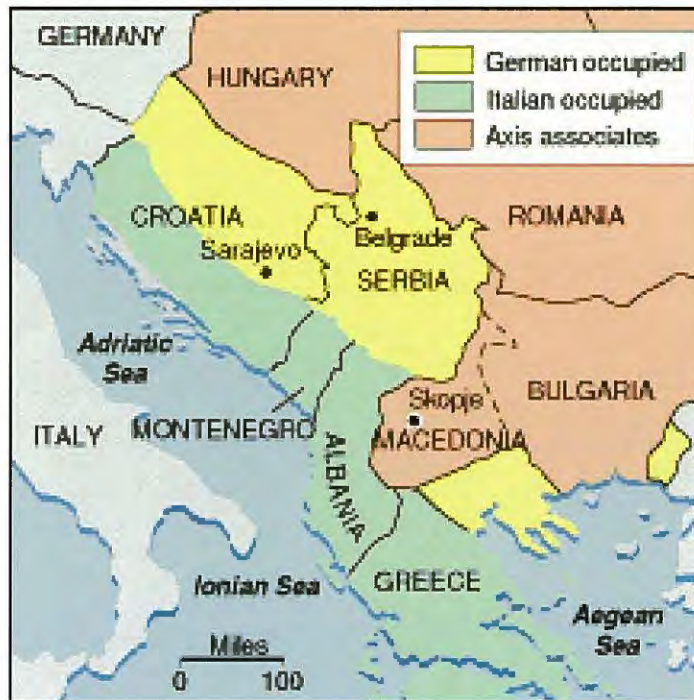 GERMANY
HUNGARY
German occupied
Italian occupied
Axis associates
CROATIA
Sarajevo
Belgrade
SERBIA
ROMANIA
Adriatic
Sea
Skopje
BULGARIA
ITALY
MONTENEGRO
MACEDONIA
ALBANIA
Ionian Sea
GREECE
Aegean
Sea
Miles
0 100